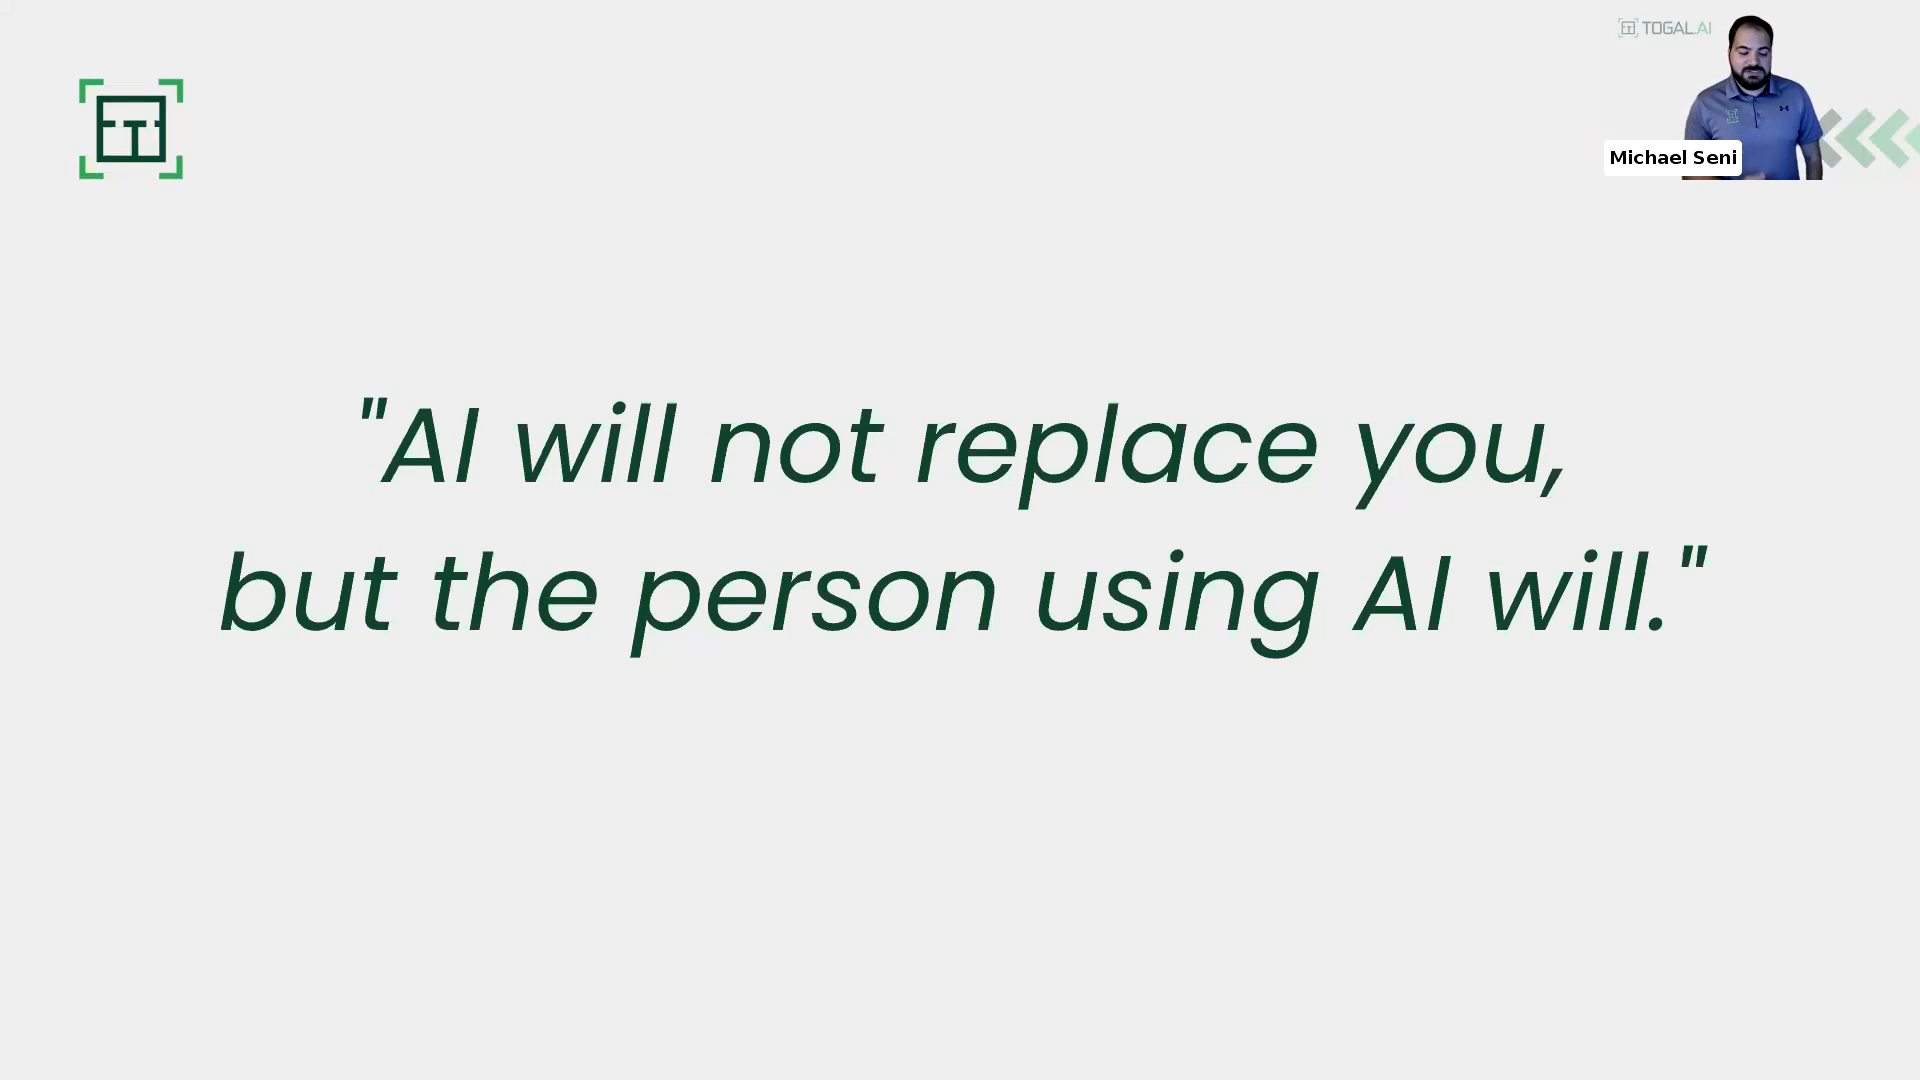 TOGAL.AI
Michael Seni
"AI will not replace you,
but the person using AI will."